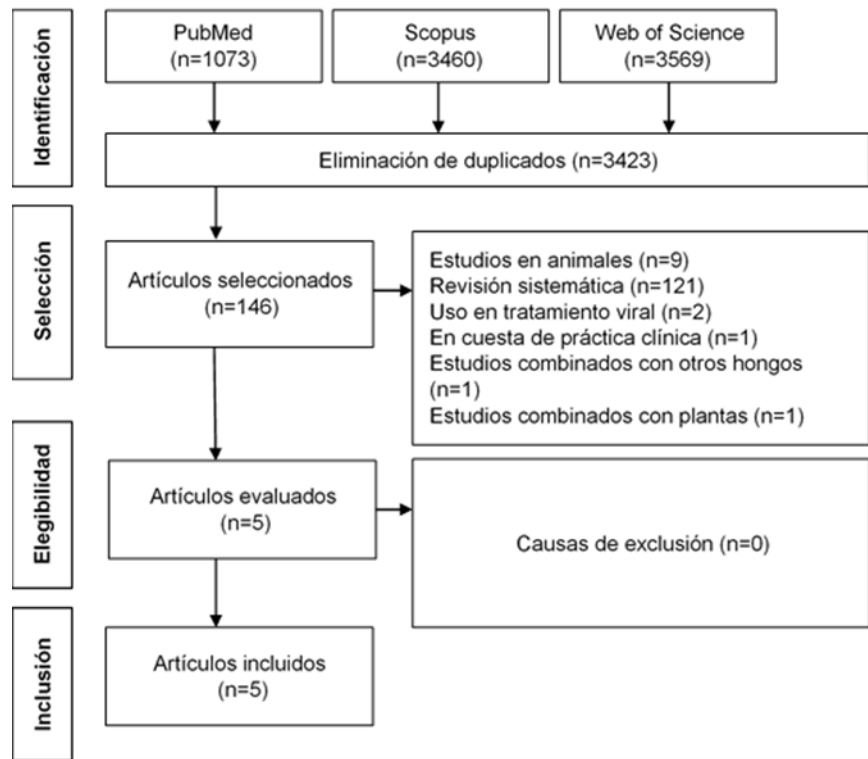 Identificación
PubMed
(n=1073)
Scopus
(n=3460)
Web of Science
(n=3569)
Eliminación de duplicados (n=3423)
Selección
Artículos seleccionados
(n=146)
Estudios en animales (n=9)
Revisión sistemática (n=121)
Uso en tratamiento viral (n=2)
En cuesta de práctica clínica (n=1)
Estudios combinados con otros hongos
(n=1)
Estudios combinados con plantas (n=1)
Elegibilidad
Artículos evaluados
(n=5)
Causas de exclusión (n=0)
Inclusión
Artículos incluidos
(n=5)